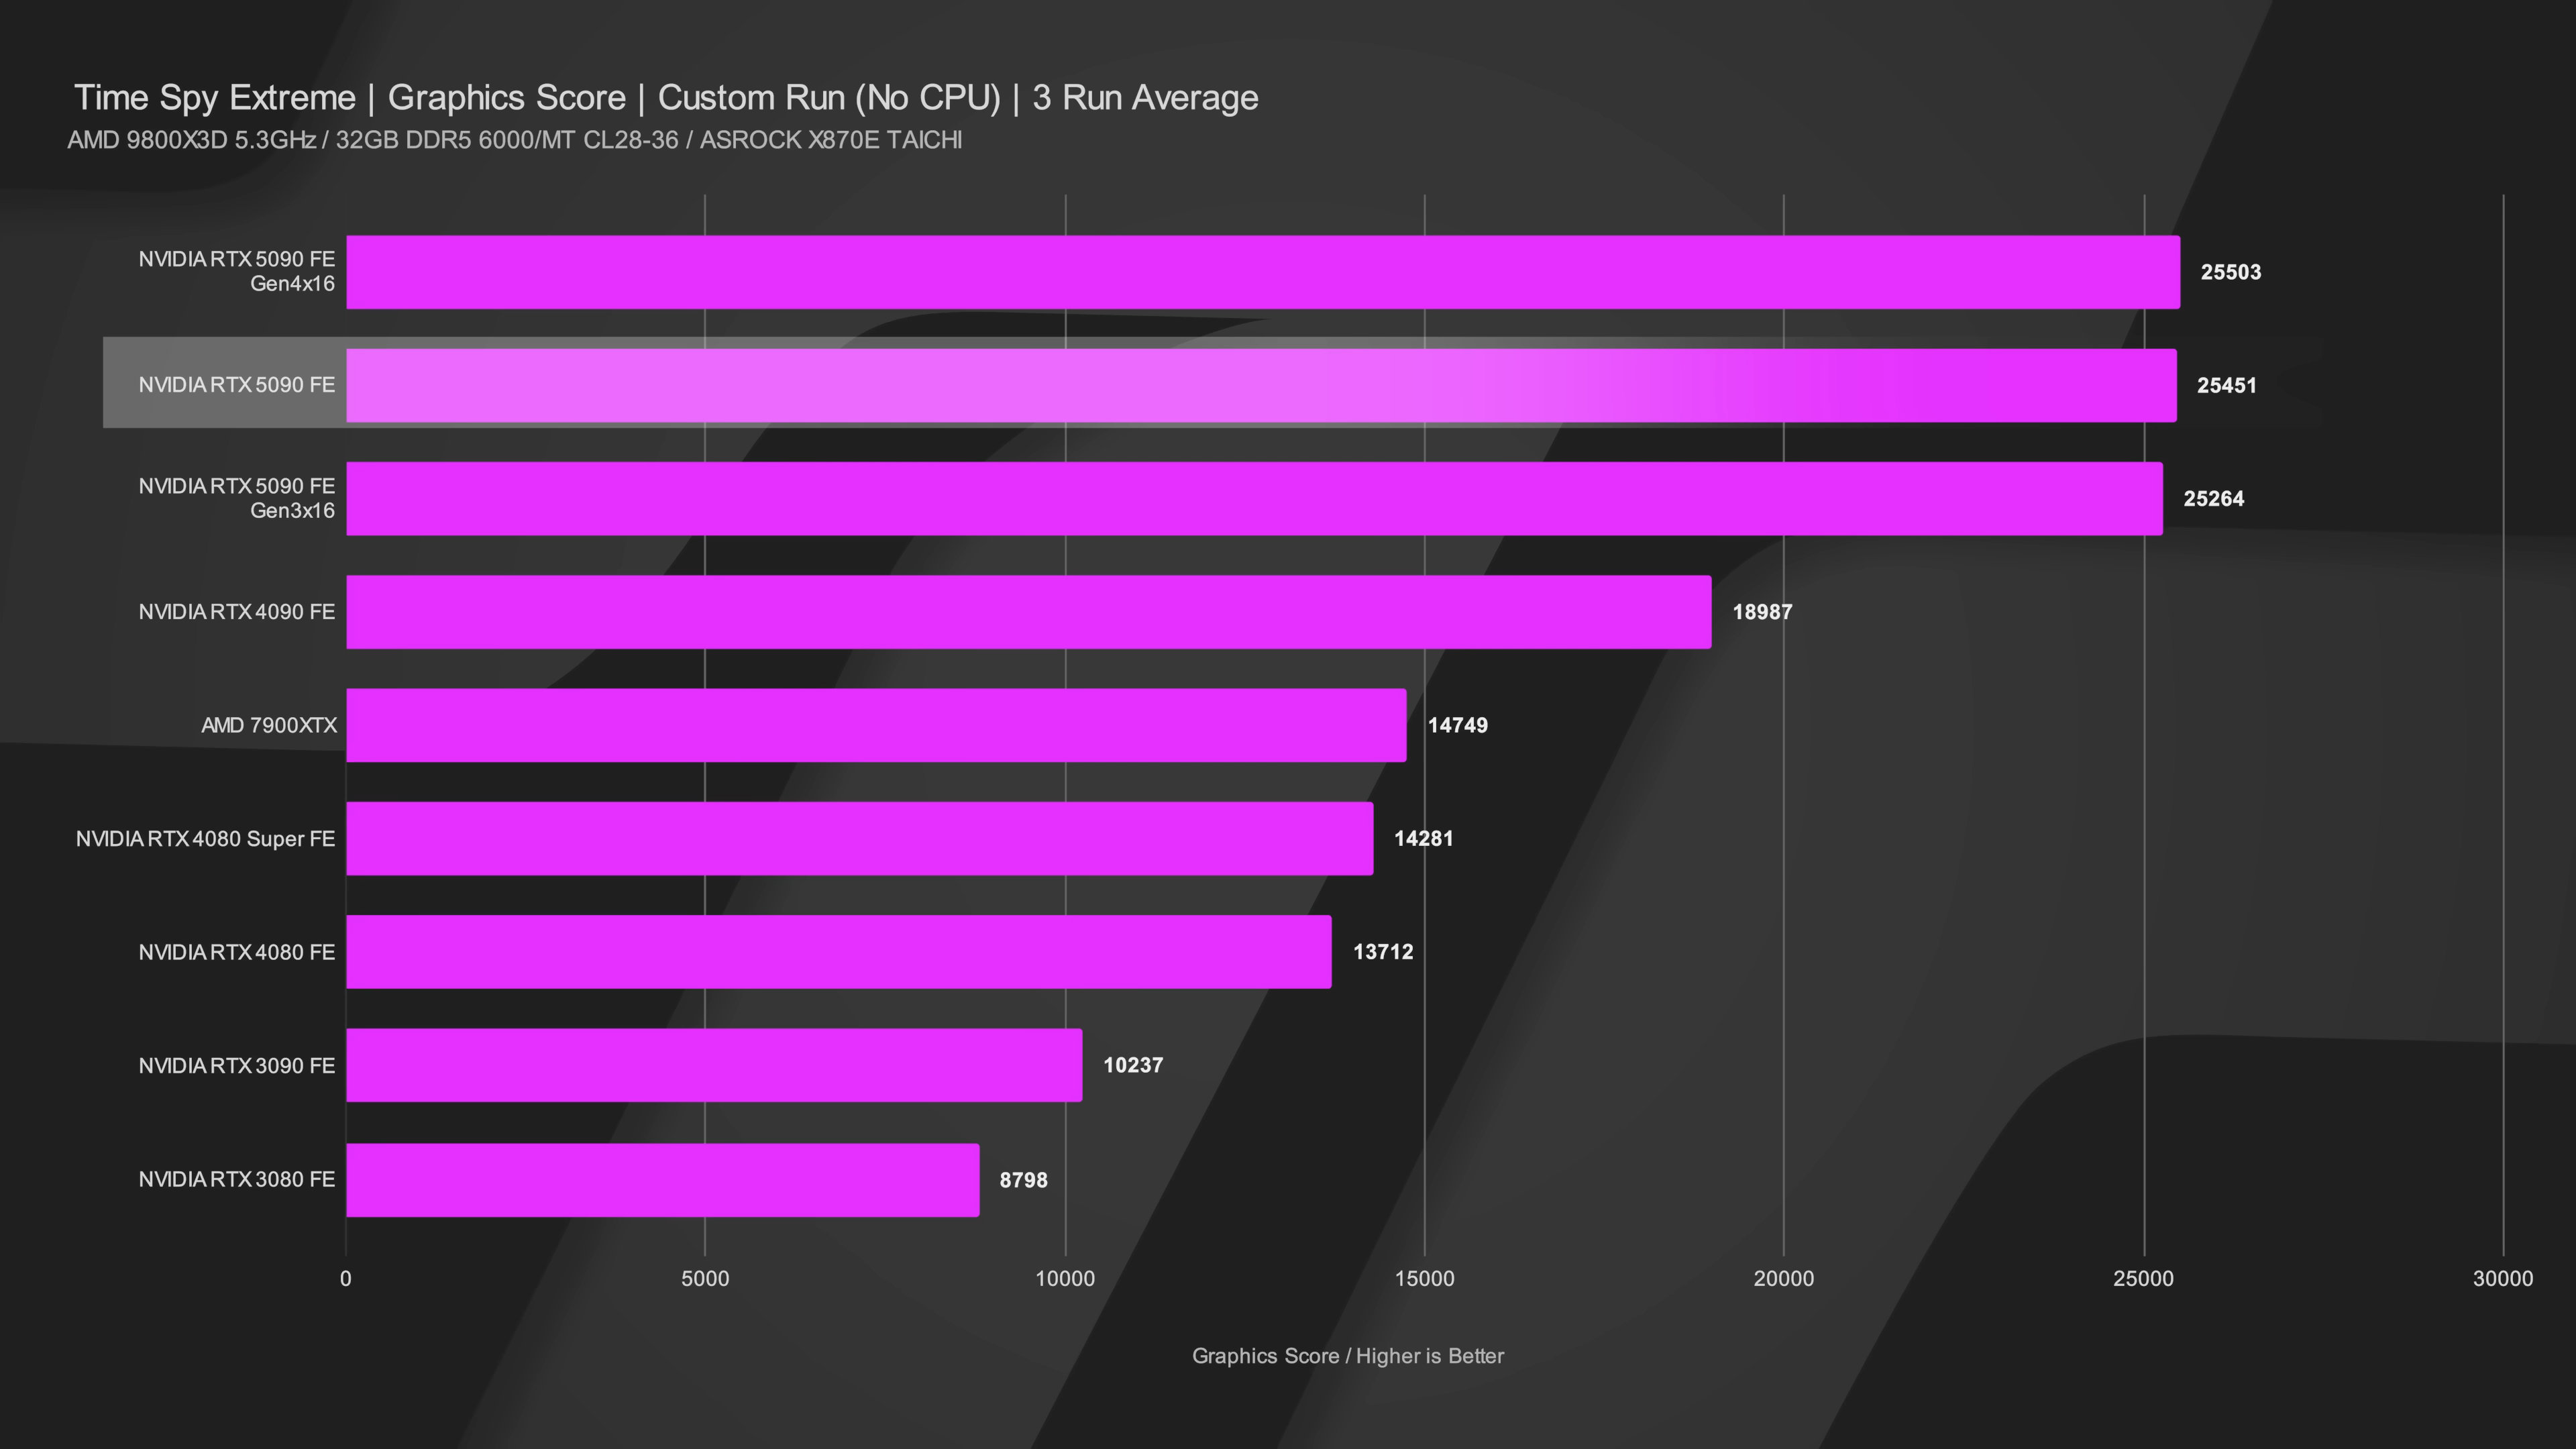 Time Spy Extreme | Graphics Score | Custom Run (No CPU) | 3 Run Average
AMD 9800X3D 5.3GHz / 32GB DDR5 6000/MT CL28-36 / ASROCK X870E TAICHI
NVIDIA RTX 5090 FE
Gen4x16
25503
NVIDIA RTX 5090 FE
25451
NVIDIA RTX 5090 FE
Gen3x16
25264
NVIDIA RTX 4090 FE
18987
AMD 7900XTX
14749
NVIDIA RTX 4080 Super FE
14281
NVIDIA RTX 4080 FE
13712
NVIDIA RTX 3090 FE
10237
NVIDIA RTX 3080 FE
8798
0 5000 10000 15000 20000 25000 30000
Graphics Score / Higher is Better